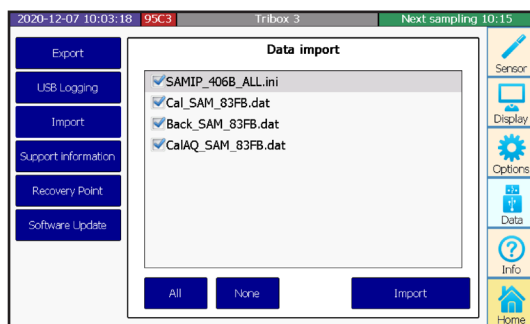 2020-12-07 10:03:18 95C3 Tribox 3 Next sampling 10:15
Export
USB Logging
Import
Support information
Recovery Point
Software Update
Data import
SAMIP_406B_ALL.ini
Cal_SAM_83FB.dat
Back_SAM_83FB.dat
CalAQ_SAM_83FB.dat
All None Import
Sensor
Display
Options
Data
Info
Home